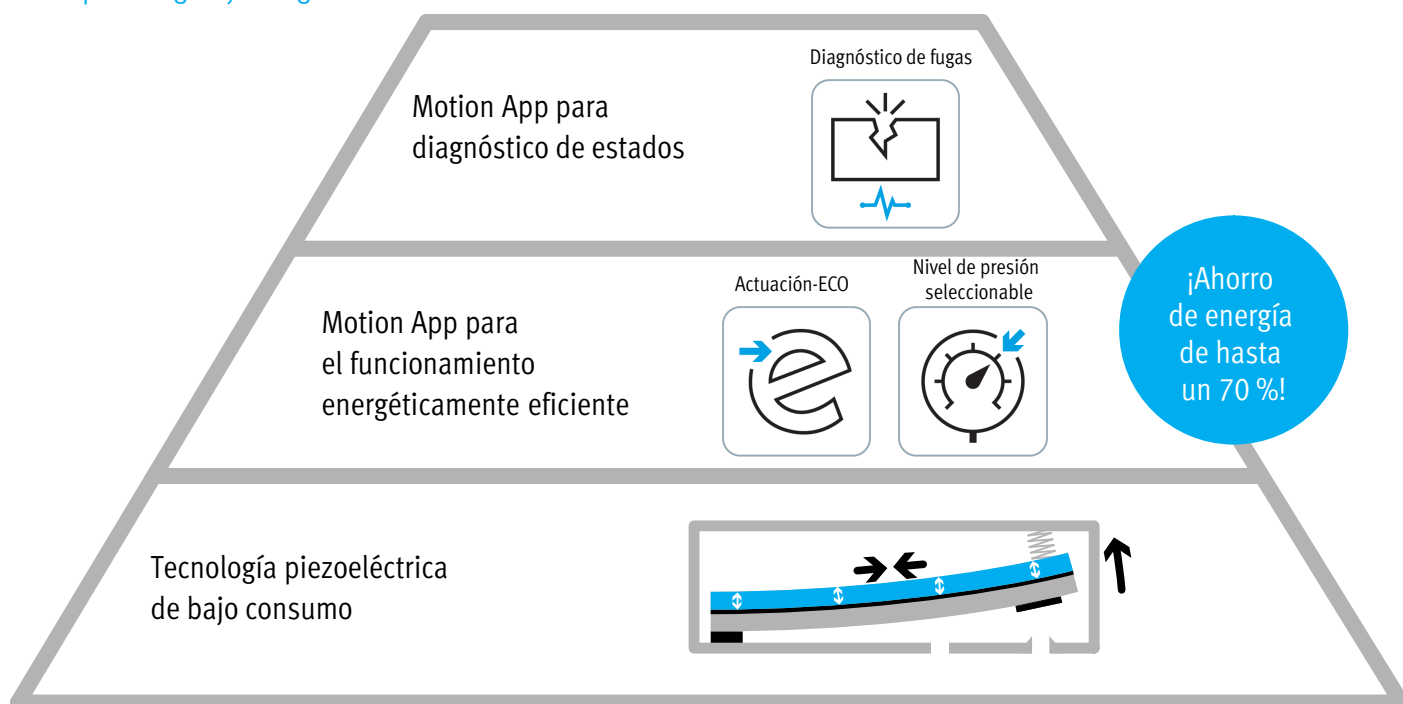 Diagnóstico de fugas
Motion App para
diagnóstico de estados
Actuación-ECO
Nivel de presión
seleccionable
Motion App para
el funcionamiento
energéticamente eficiente
¡Ahorro
de energía
de hasta
un 70 %!
Tecnología piezoeléctrica
de bajo consumo